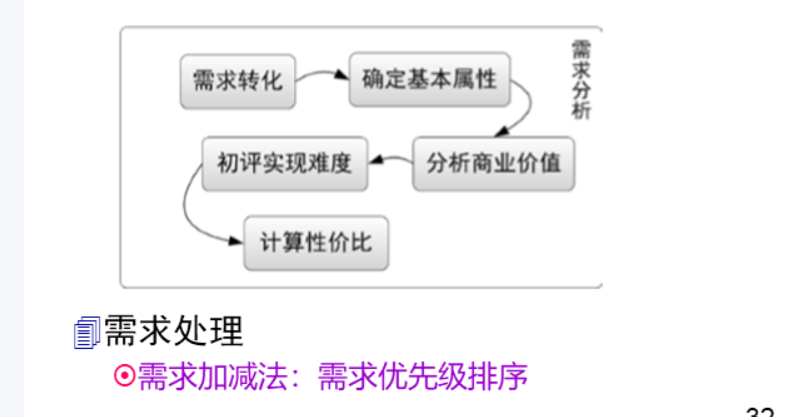 需求分析
需求转化
确定基本属性
分析商业价值
初评实现难度
计算性价比
需求处理
需求加减法：需求优先级排序
32